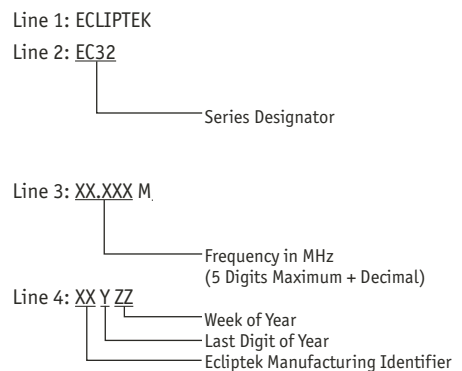 Line 1: ECLIPTEK
Line 2: EC32
Series Designator
Line 3: XX.XXX M
Frequency in MHz
(5 Digits Maximum + Decimal)
Line 4: XX Y ZZ
Week of Year
Last Digit of Year
Ecliptek Manufacturing Identifier